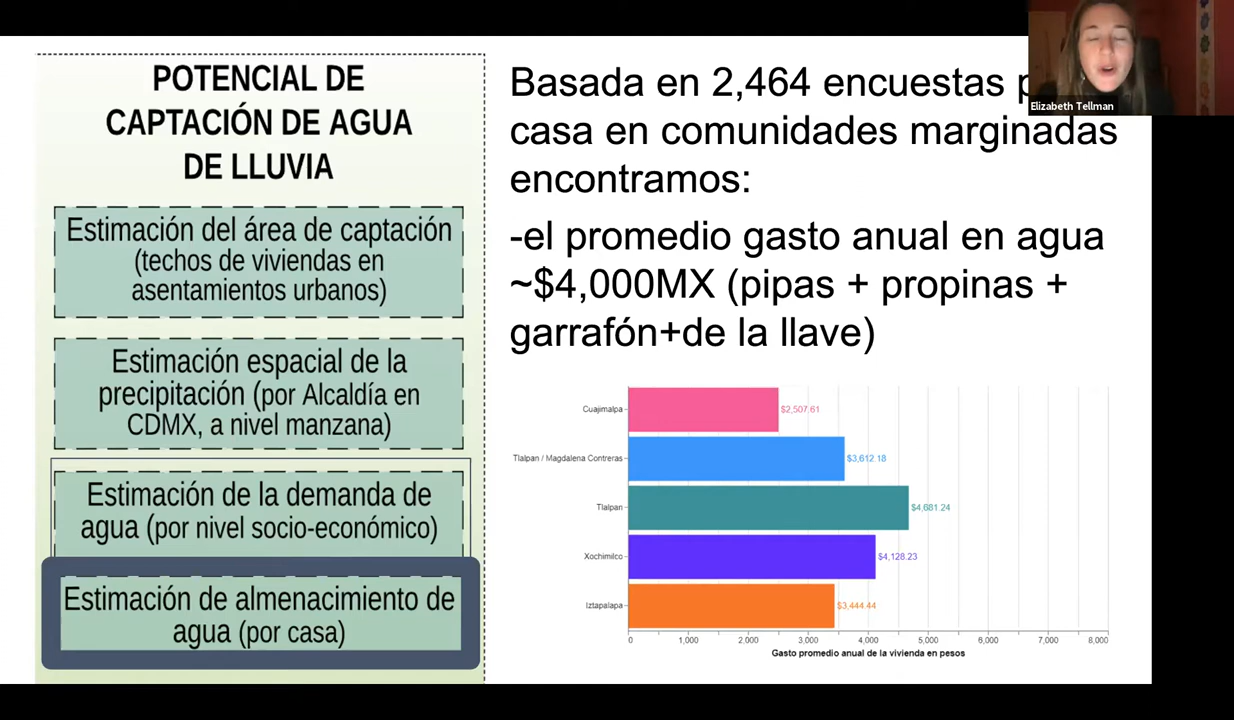 POTENCIAL DE
CAPTACIÓN DE AGUA
DE LLUVIA
Estimación del área de captación
(techos de viviendas en
asentamientos urbanos)
Estimación espacial de la
precipitación (por Alcaldía en
CDMX, a nivel manzana)
Estimación de la demanda de
agua (por nivel socio-económico)
Estimación de almenacimiento de
agua (por casa)
Basada en 2,464 encuestas
casa en comunidades marginadas
encontramos:
-el promedio gasto anual en agua
~$4,000MX (pipas + propinas +
garrafón+de la llave)
Cuajimalpa
$2,507.61
Tlalpan / Magdalena Contreras
$3,612.18
Tlalpan
$4,681.24
Xochimilco
$4,128.23
Iztapalapa
$3,444.44
0 1,000 2,000 3,000 4,000 5,000 6,000 7,000 8,000
Gasto promedio anual de la vivienda en pesos
Elizabeth Tellman